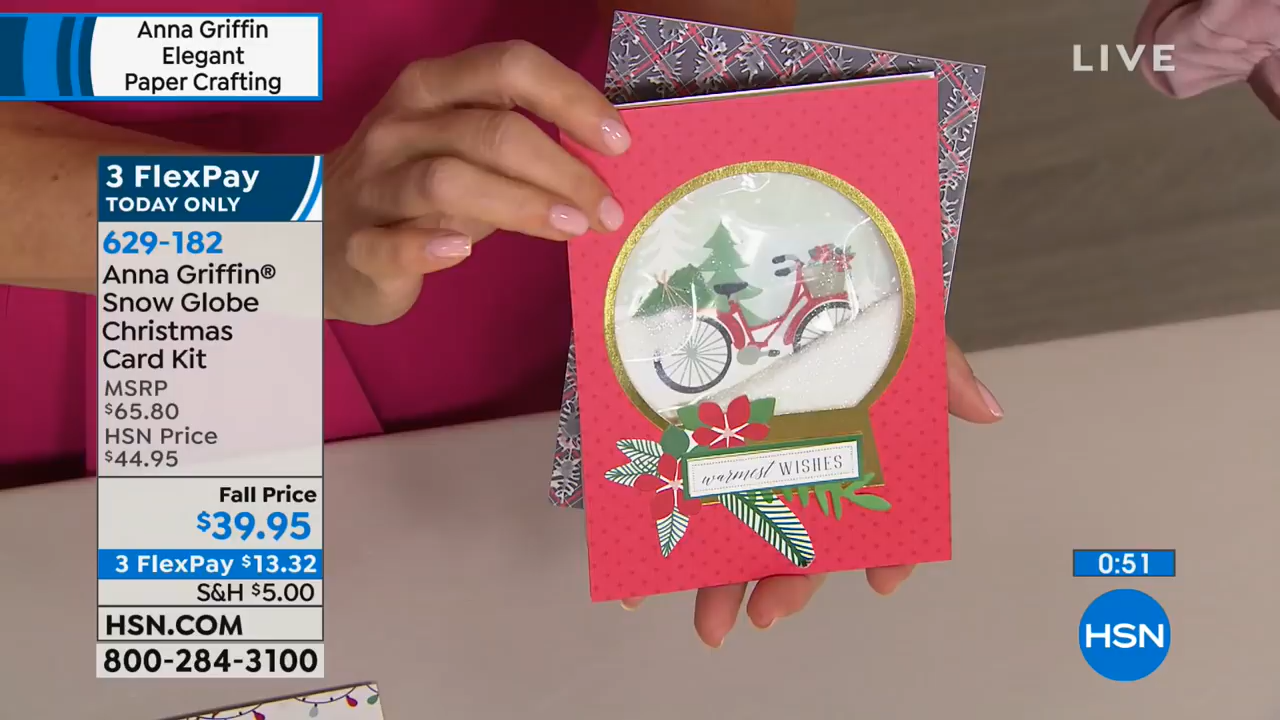 Anna Griffin
Elegant
Paper Crafting
LIVE
3 FlexPay
TODAY ONLY
629-182
Anna Griffin®
Snow Globe
Christmas
Card Kit
MSRP
$65.80
HSN Price
$44.95
Fall Price
$39.95
3 FlexPay $13.32
S&H $5.00
HSN.COM
800-284-3100
warmest WISHES
0:51
HSN